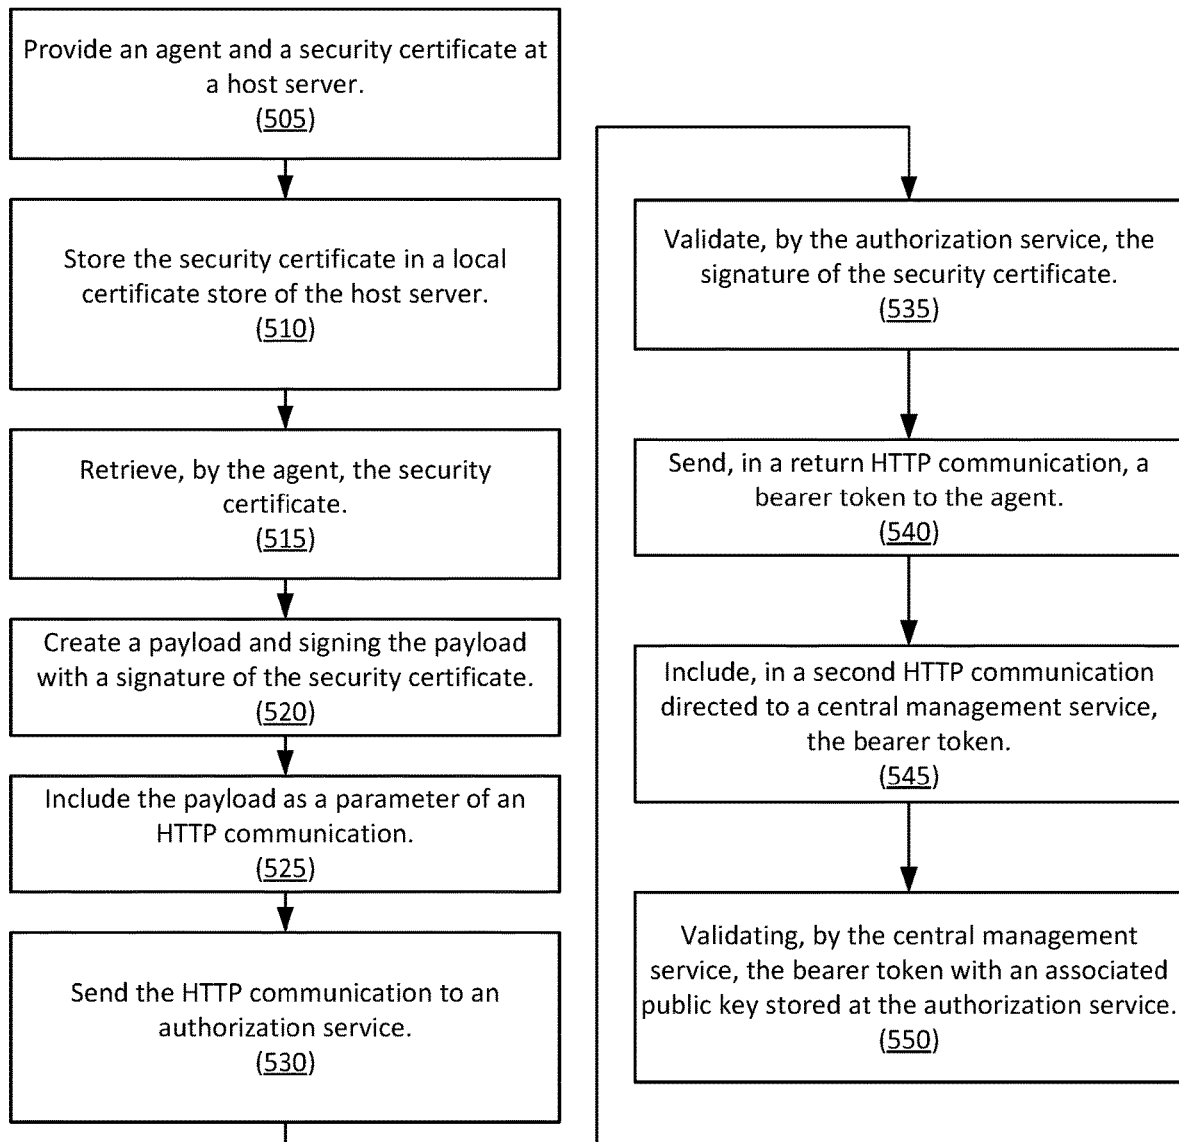 Provide an agent and a security certificate at
a host server.
(505)
Store the security certificate in a local
certificate store of the host server.
(510)
Retrieve, by the agent, the security
certificate.
(515)
Create a payload and signing the payload
with a signature of the security certificate.
(520)
Include the payload as a parameter of an
HTTP communication.
(525)
Send the HTTP communication to an
authorization service.
(530)
Validate, by the authorization service, the
signature of the security certificate.
(535)
Send, in a return HTTP communication, a
bearer token to the agent.
(540)
Include, in a second HTTP communication
directed to a central management service,
the bearer token.
(545)
Validating, by the central management
service, the bearer token with an associated
public key stored at the authorization service.
(550)